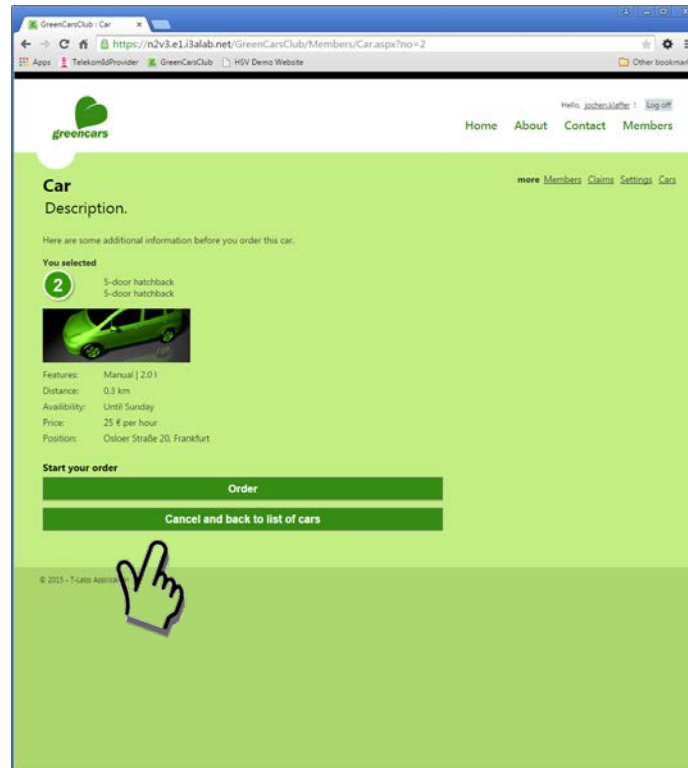 GreenCarsClub : Car
https://n2v3.e1.i3alab.net/GreenCarsClub/Members/Car.aspx?no=2
Apps TelekomIdProvider GreenCarsClub HSV Demo Website Other bookmar
greencars
Hello, jochen.klaffer ! Log off
Home About Contact Members
Car
more Members Claims Settings Cars
Description.
Here are some additional information before you order this car.
You selected
2
5-door hatchback
5-door hatchback
Features: Manual | 2.0 l
Distance: 0,3 km
Availibility: Until Sunday
Price: 25 € per hour
Position: Osloer Straße 20, Frankfurt
Start your order
Order
Cancel and back to list of cars
© 2015 - T-Labs